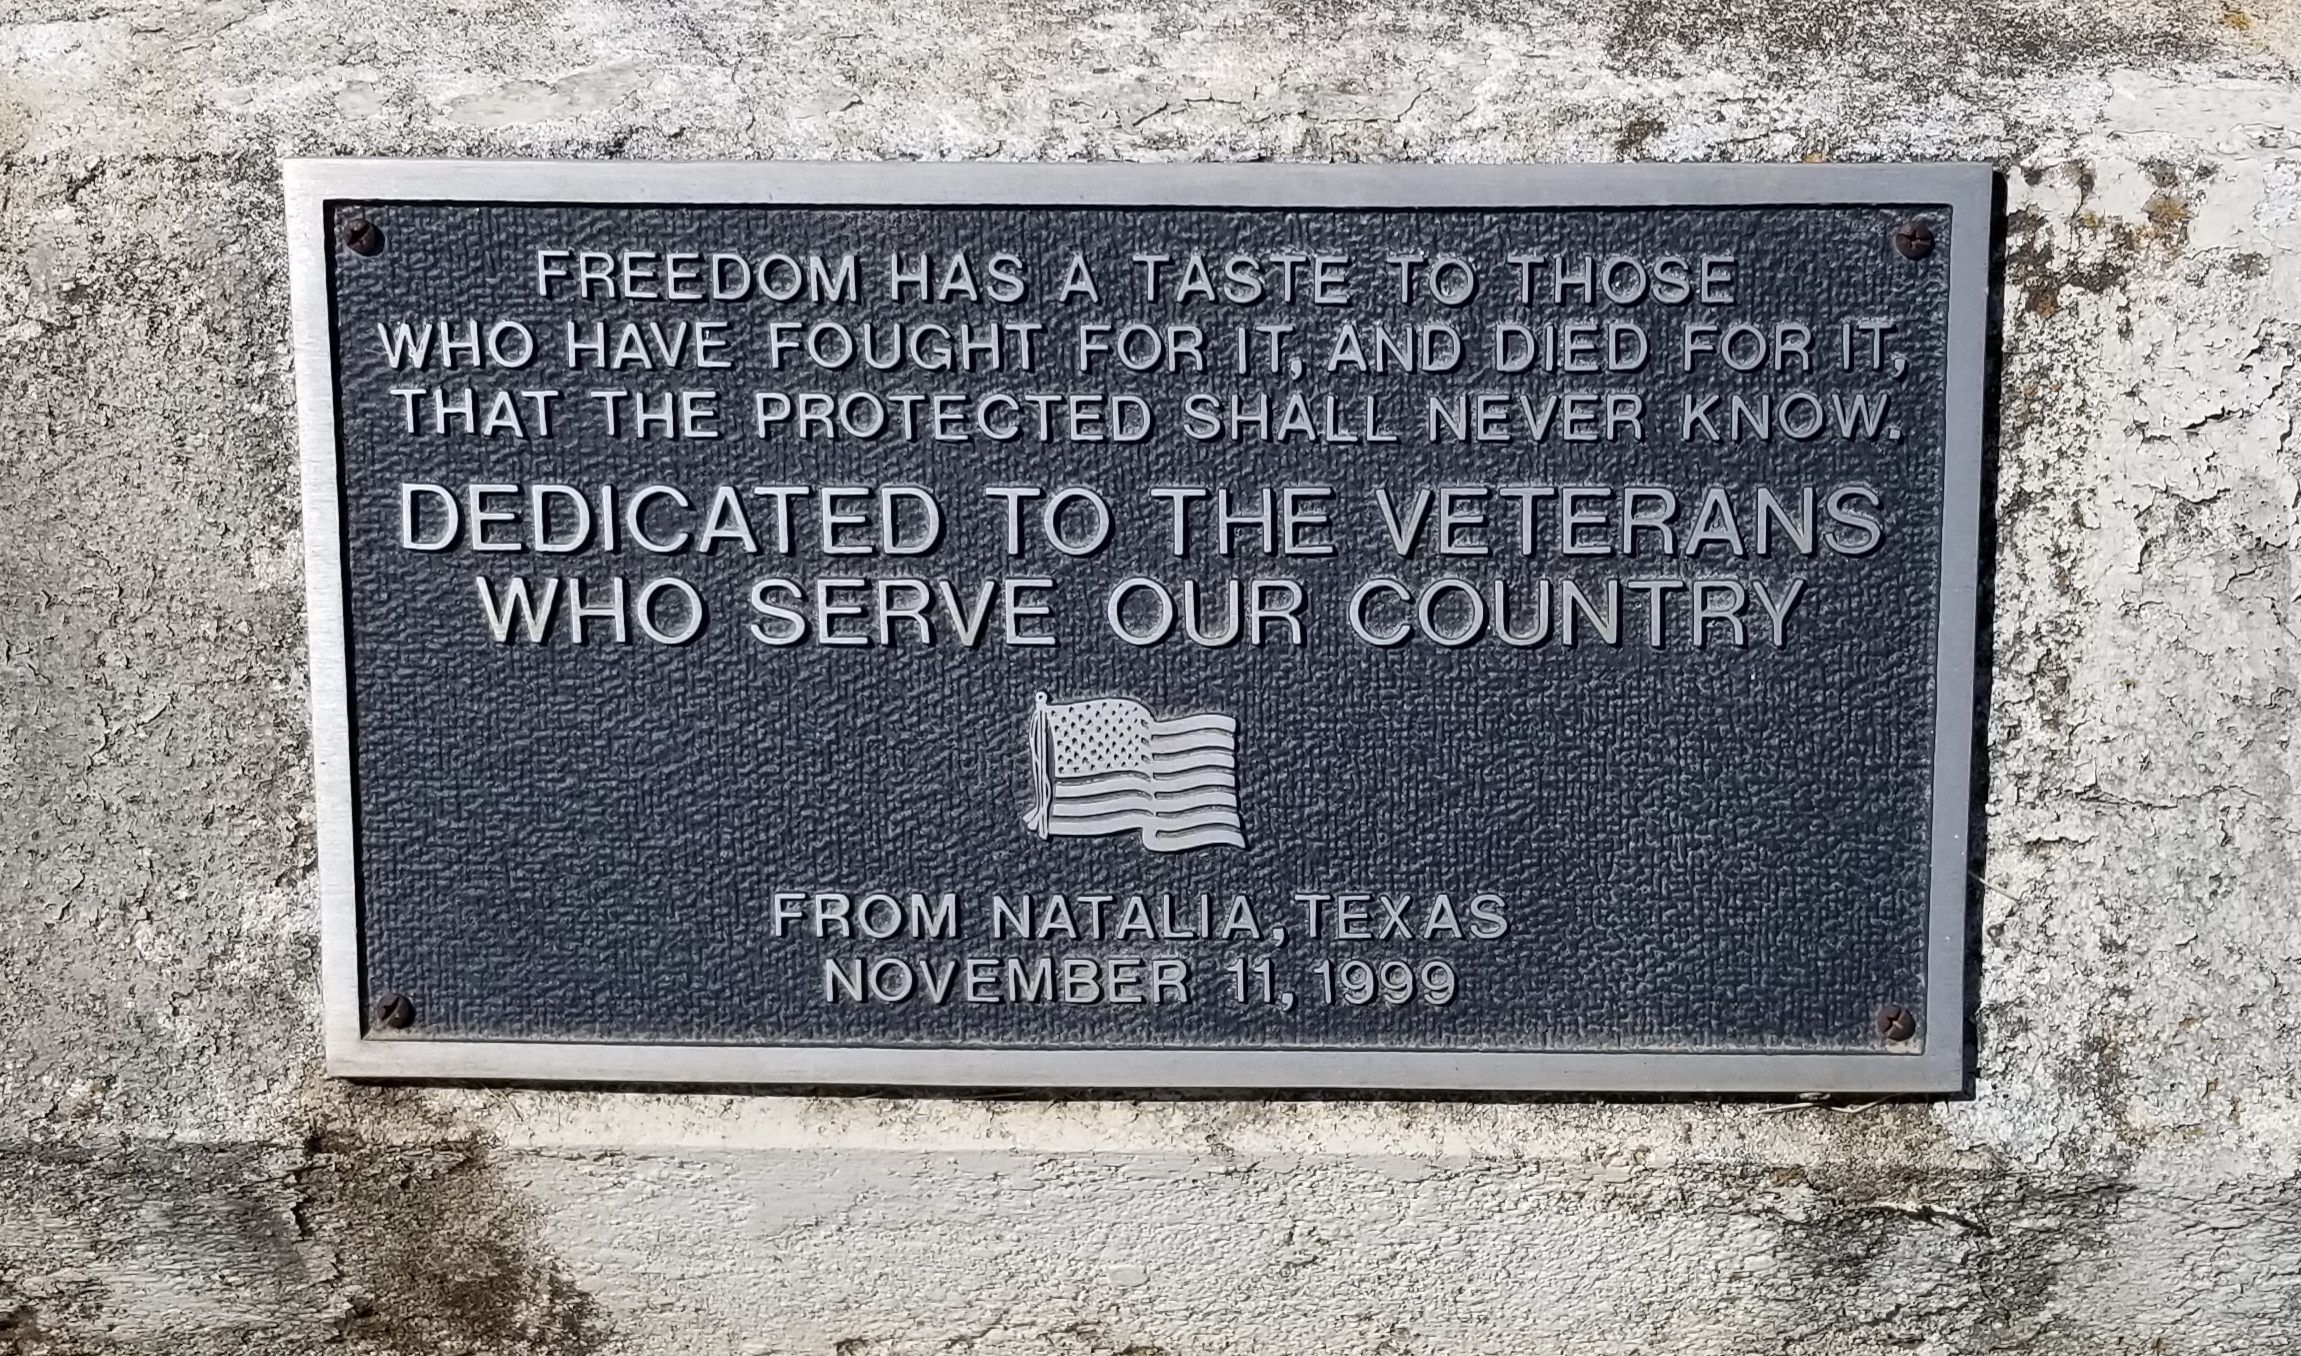 FREEDOM HAS A TASTE TO THOSE
WHO HAVE FOUGHT FOR IT, AND DIED FOR IT,
THAT THE PROTECTED SHALL NEVER KNOW.
DEDICATED TO THE VETERANS
WHO SERVE OUR COUNTRY
FROM NATALIA, TEXAS
NOVEMBER 11, 1999